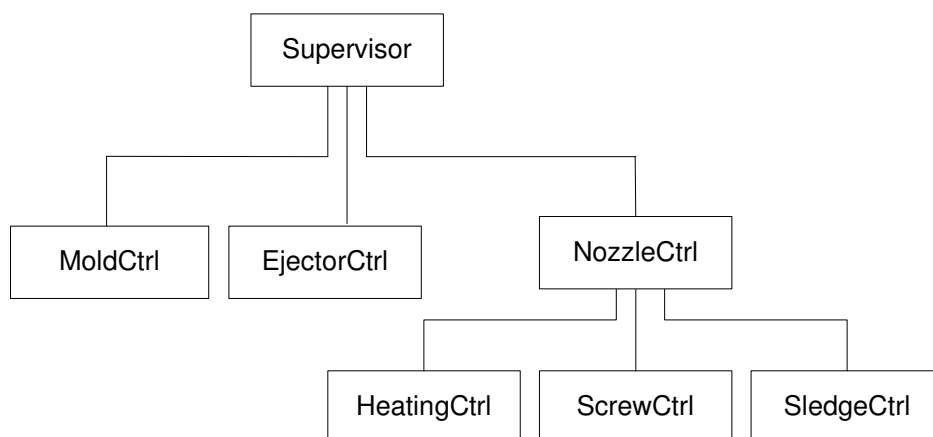 Supervisor
MoldCtrl
EjectorCtrl
NozzleCtrl
HeatingCtrl
ScrewCtrl
SledgeCtrl